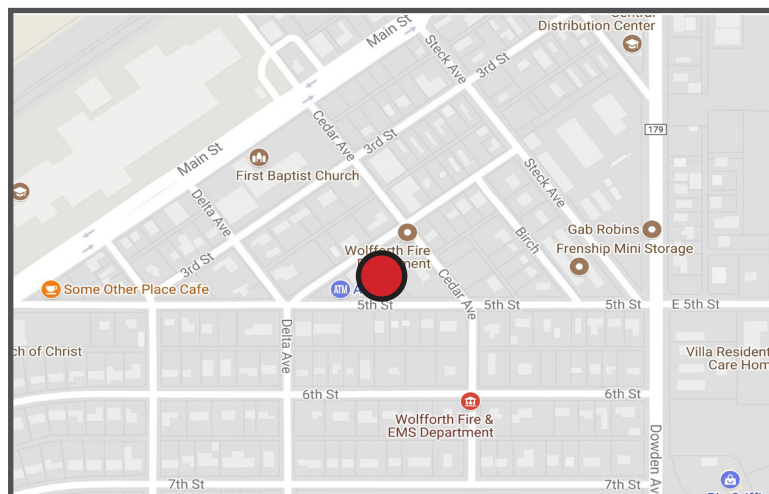 Distribution Center
Main St
Steck Ave
3rd St
179
Cedar Ave
3rd St
Main St
First Baptist Church
Steck Ave
Delta Ave
Gab Robins
Birch
Wolfforth Fire
Frenship Mini Storage
3rd St
Cedar Ave
Some Other Place Cafe
ATM
5th St
5th St
5th St
E 5th St
Delta Ave
ch of Christ
Villa Resident
Care Hom
6th St
6th St
Wolfforth Fire &
EMS Department
Dowden Av
7th St
7th St